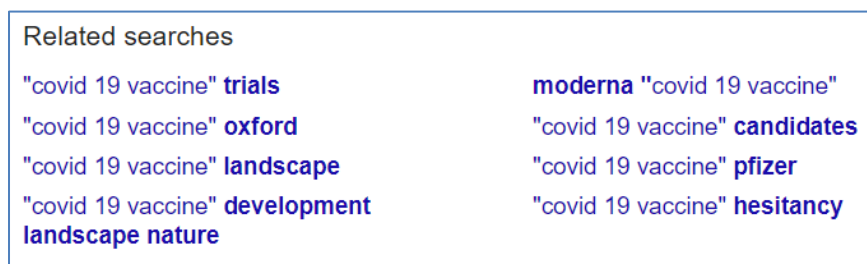 Related searches
"covid 19 vaccine" trials
"covid 19 vaccine" oxford
"covid 19 vaccine" landscape
"covid 19 vaccine" development
landscape nature
moderna "covid 19 vaccine"
"covid 19 vaccine" candidates
"covid 19 vaccine" pfizer
"covid 19 vaccine" hesitancy